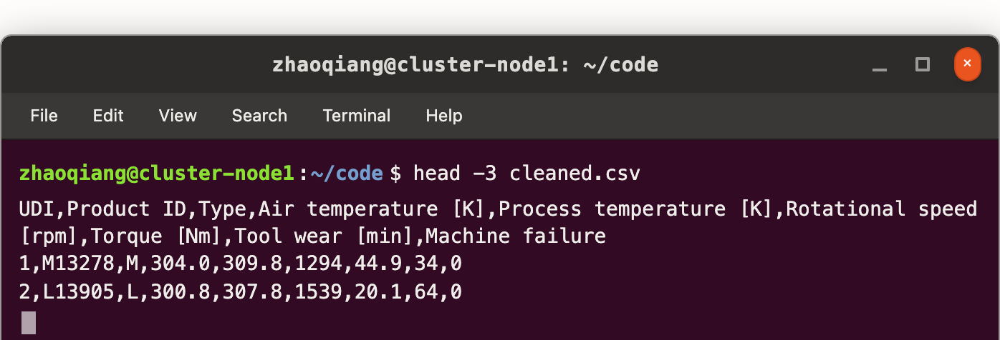 zhaoqiang@cluster-node1: ~/code
File Edit View Search Terminal Help
zhaoqiang@cluster-node1:~/code$ head -3 cleaned.csv
UDI,Product ID,Type,Air temperature [K],Process temperature [K],Rotational speed
[rpm],Torque [Nm],Tool wear [min],Machine failure
1,M13278,M,304.0,309.8,1294,44.9,34,0
2,L13905,L,300.8,307.8,1539,20.1,64,0